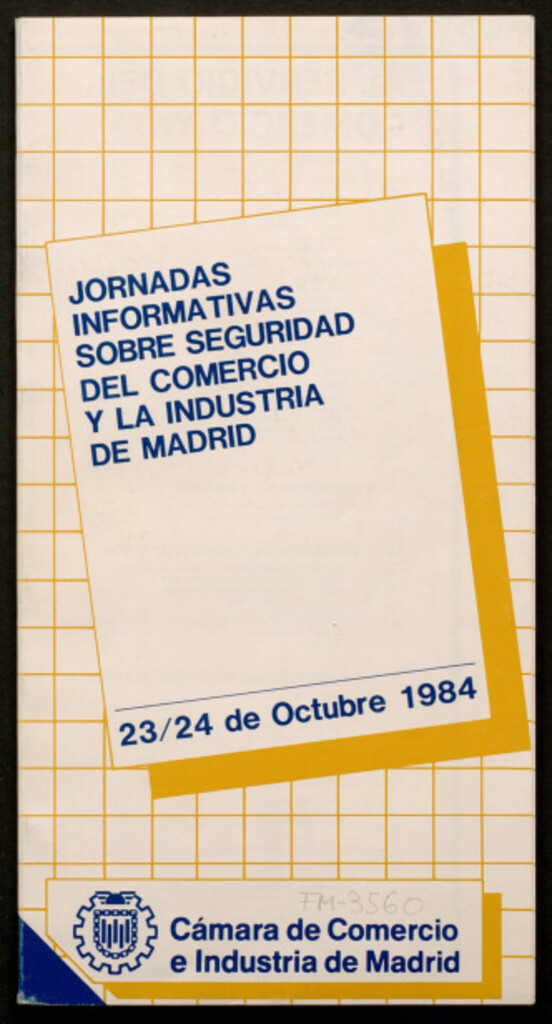 JORNADAS
INFORMATIVAS
SOBRE SEGURIDAD
DEL COMERCIO
Y LA INDUSTRIA
DE MADRID
23/24 de Octubre 1984
FM-3560
Cámara de Comercio
e Industria de Madrid